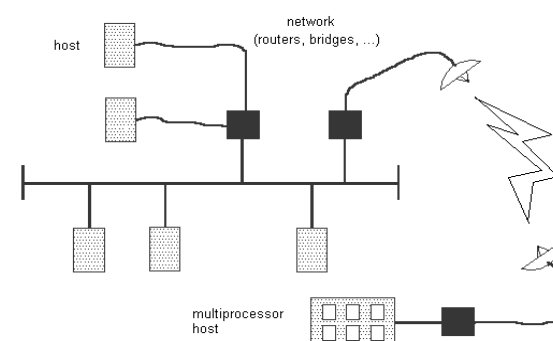 network
host
(routers, bridges, ...)
multiprocessor
host